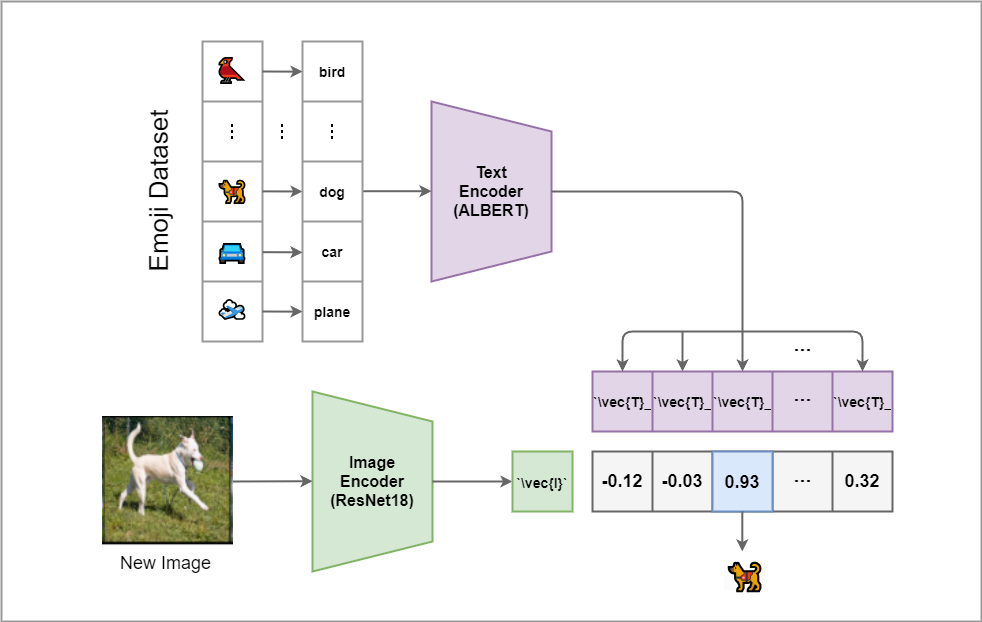 Emoji Dataset
bird
dog
car
plane
Text
Encoder
(ALBERT)
...
`\vec{T}_
`\vec{T}_
`\vec{T}_
...
`\vec{T}_
Image
Encoder
(ResNet18)
`\vec{I}`
-0.12
-0.03
0.93
...
0.32
New Image